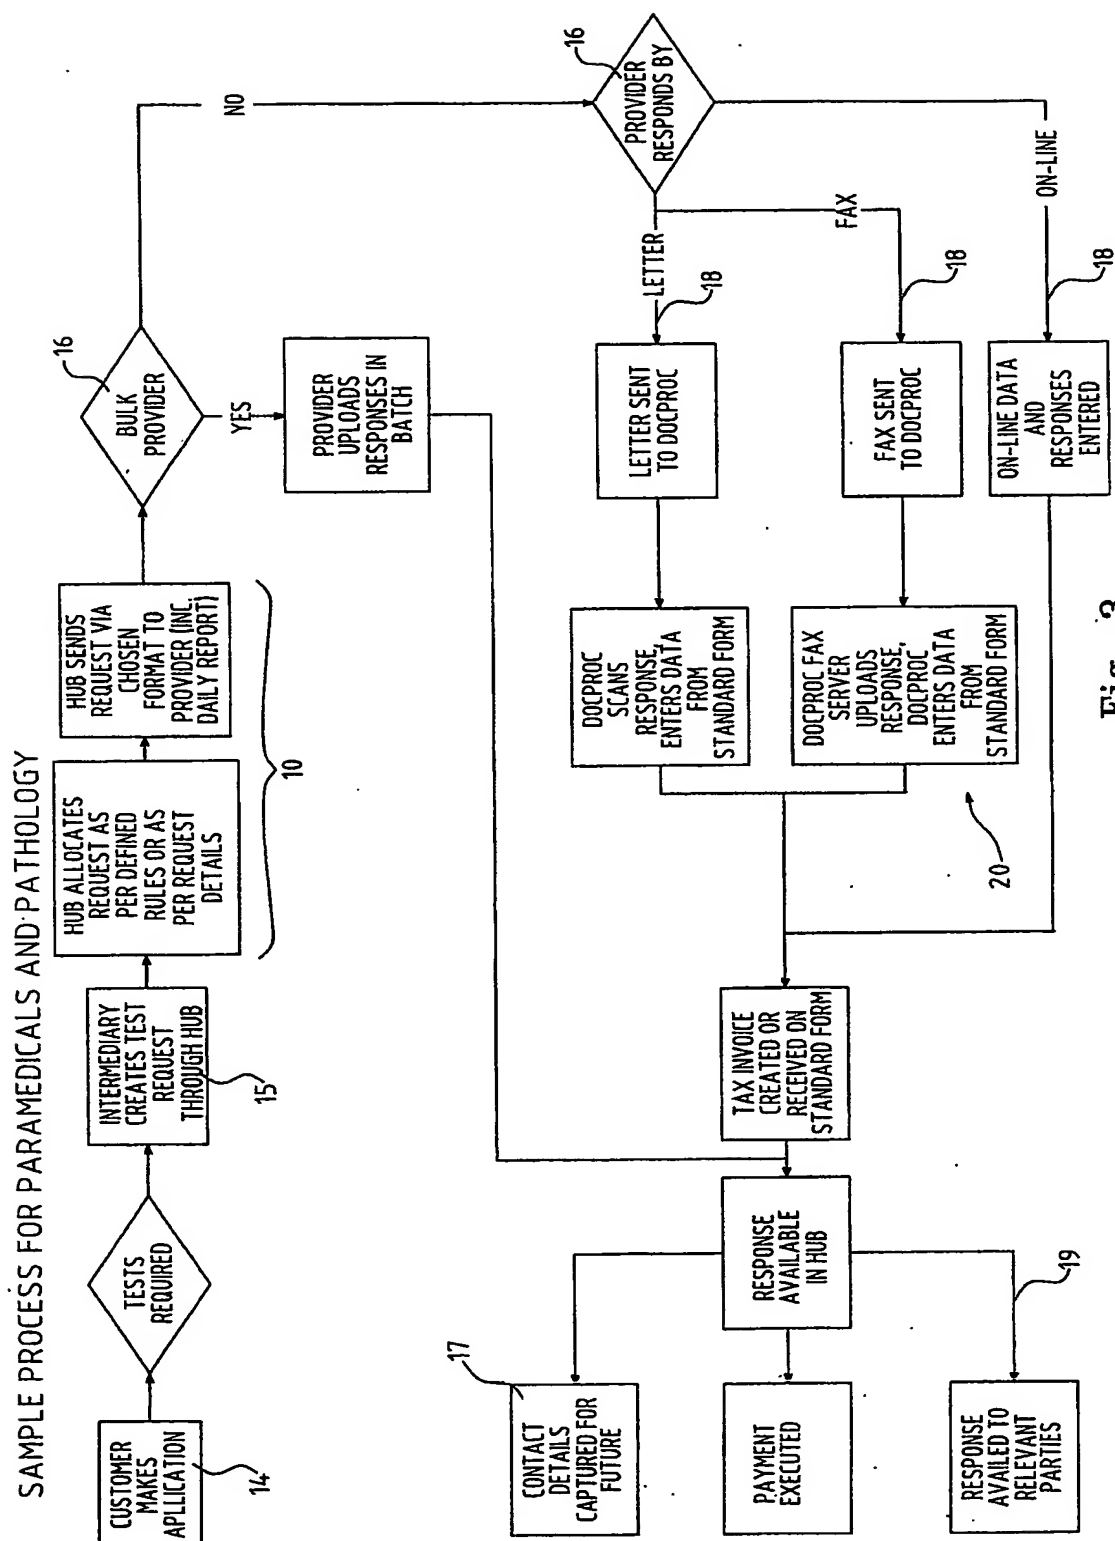 SAMPLE PROCESS FOR PARAMEDICALS AND PATHOLOGY
CUSTOMER
MAKES
APLLICATION
14
TESTS
REQUIRED
INTERMEDIARY
CREATES TEST
REQUEST
THROUGH HUB
15
HUB ALLOCATES
REQUEST AS
PER DEFINED
RULES OR AS
PER REQUEST
DETAILS
HUB SENDS
REQUEST VIA
CHOSEN
FORMAT TO
PROVIDER (INC.
DAILY REPORT)
10
BULK
PROVIDER
16
YES
NO
PROVIDER
UPLOADS
RESPONSES IN
BATCH
PROVIDER
RESPONDS BY
16
LETTER
FAX
ON-LINE
18
18
18
LETTER SENT
TO DOCPROC
FAX SENT
TO DOCPROC
ON-LINE DATA
AND
RESPONSES
ENTERED
DOCPROC
SCANS
RESPONSE,
ENTERS DATA
FROM
STANDARD FORM
DOCPROC FAX
SERVER
UPLOADS
RESPONSE,
DOCPROC
ENTERS DATA
FROM
STANDARD FORM
20
TAX INVOICE
CREATED OR
RECEIVED ON
STANDARD FORM
RESPONSE
AVAILABLE
IN HUB
17
CONTACT
DETAILS
CAPTURED FOR
FUTURE
PAYMENT
EXECUTED
19
RESPONSE
AVAILED TO
RELEVANT
PARTIES